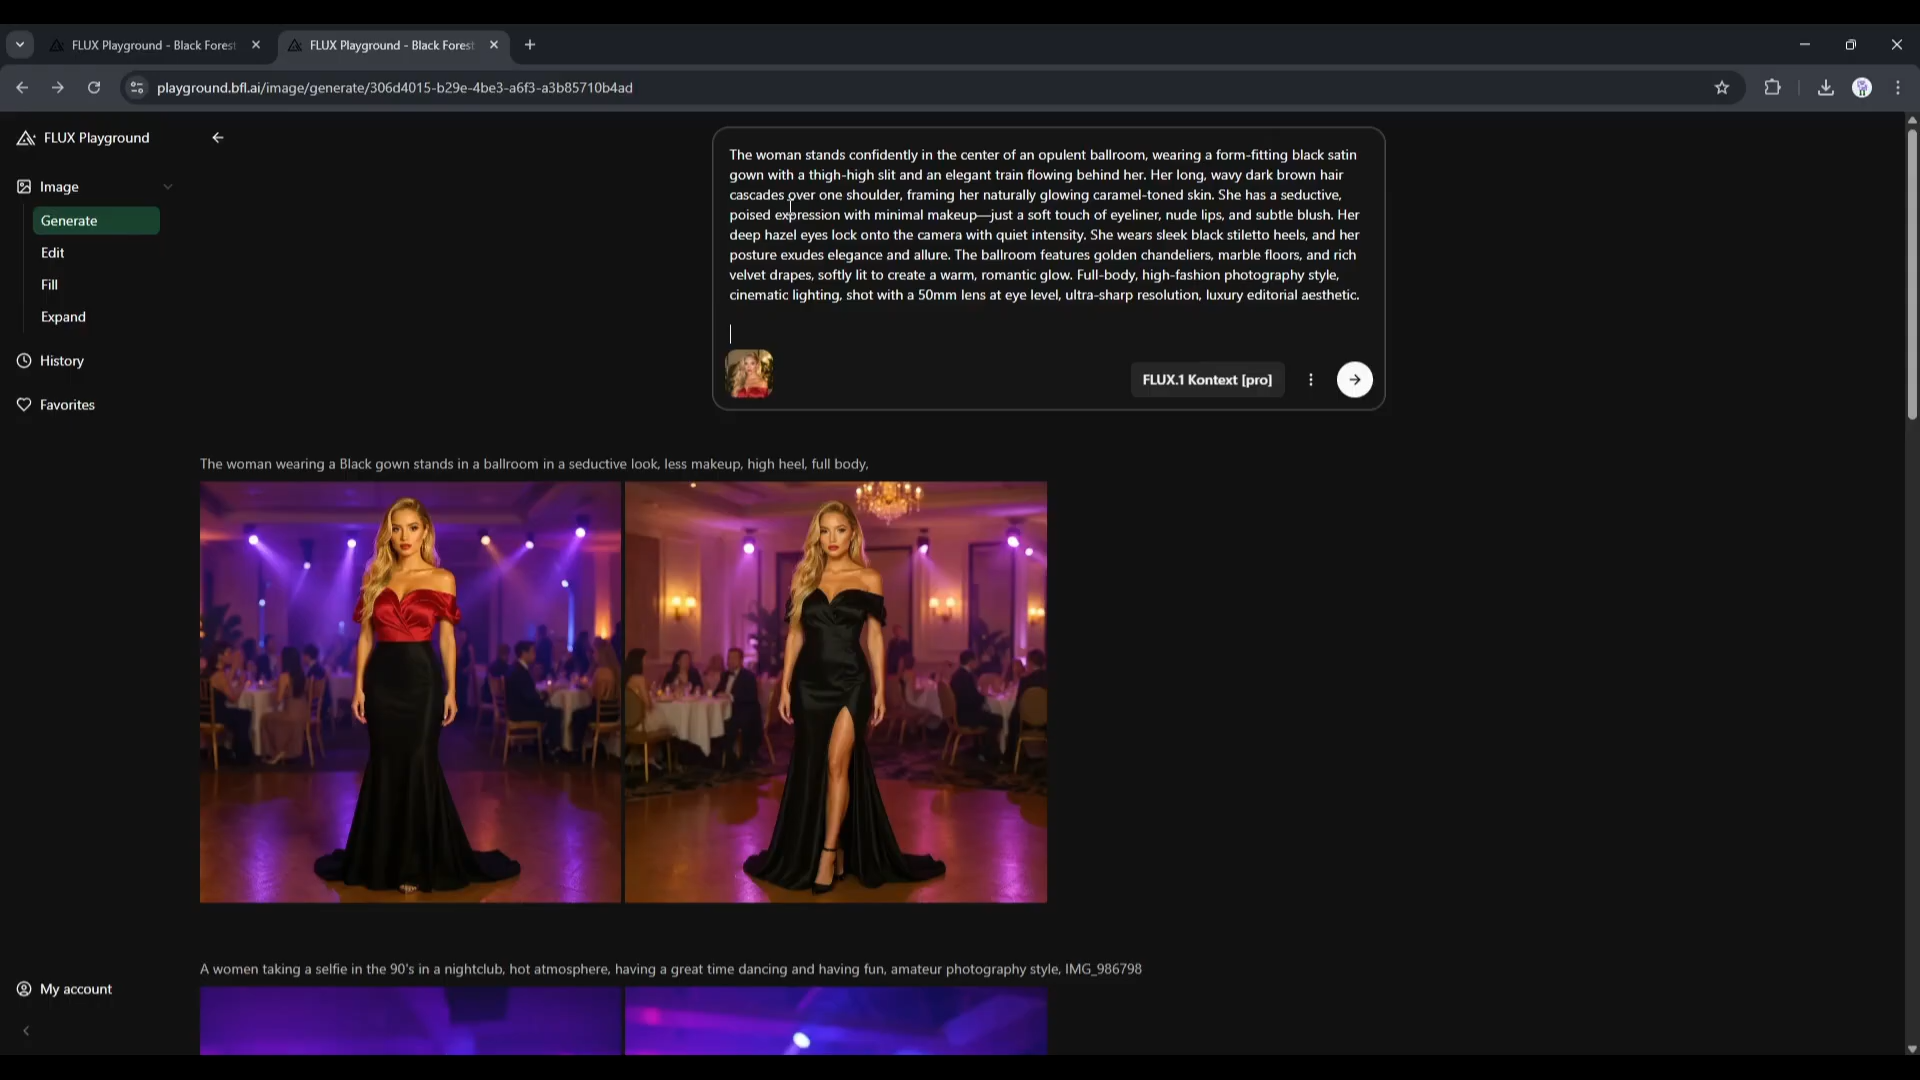 FLUX Playground - Black Forest
FLUX Playground - Black Forest
playground.bfl.ai/image/generate/306d4015-b29e-4be3-a6f3-a3b85710b4ad
FLUX Playground
Image
Generate
Edit
Fill
Expand
History
Favorites
My account
The woman stands confidently in the center of an opulent ballroom, wearing a form-fitting black satin
gown with a thigh-high slit and an elegant train flowing behind her. Her long, wavy dark brown hair
cascades over one shoulder, framing her naturally glowing caramel-toned skin. She has a seductive,
poised expression with minimal makeup—just a soft touch of eyeliner, nude lips, and subtle blush. Her
deep hazel eyes lock onto the camera with quiet intensity. She wears sleek black stiletto heels, and her
posture exudes elegance and allure. The ballroom features golden chandeliers, marble floors, and rich
velvet drapes, softly lit to create a warm, romantic glow. Full-body, high-fashion photography style,
cinematic lighting, shot with a 50mm lens at eye level, ultra-sharp resolution, luxury editorial aesthetic.
FLUX.1 Kontext [pro]
The woman wearing a Black gown stands in a ballroom in a seductive look, less makeup, high heel, full body,
A women taking a selfie in the 90's in a nightclub, hot atmosphere, having a great time dancing and having fun, amateur photography style, IMG_986798